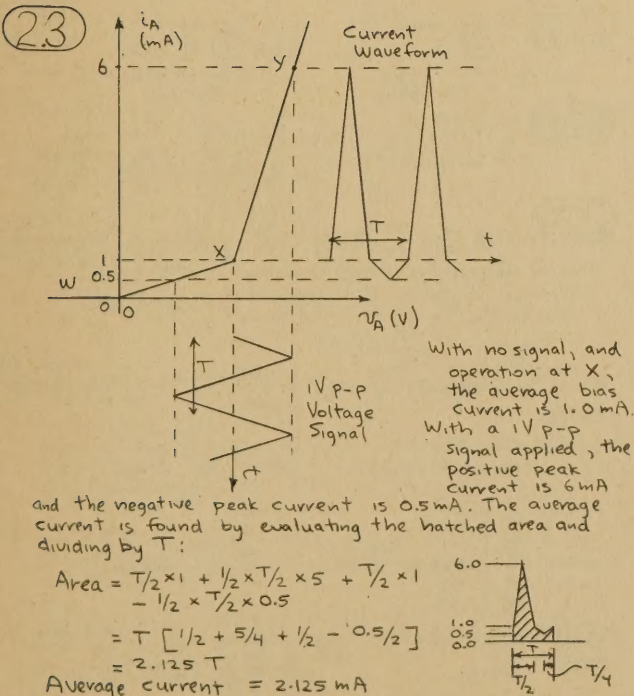 2.3
iA
(mA)
Current
Waveform
6
Y
T
t
X
1
0.5
W
0
0
vA (V)
T
1V p-p
Voltage
Signal
t
With no signal, and
operation at X,
the average bias
current is 1.0 mA.
With a 1V p-p
signal applied, the
positive peak
current is 6mA
and the negative peak current is 0.5mA. The average
current is found by evaluating the hatched area and
dividing by T:
Area = T/2 × 1 + 1/2 × T/2 × 5 + T/2 × 1
- 1/2 × T/2 × 0.5
= T [1/2 + 5/4 + 1/2 - 0.5/2]
= 2.125 T
Average current = 2.125 mA
6.0
1.0
0.5
0.0
T
T/2
T/4